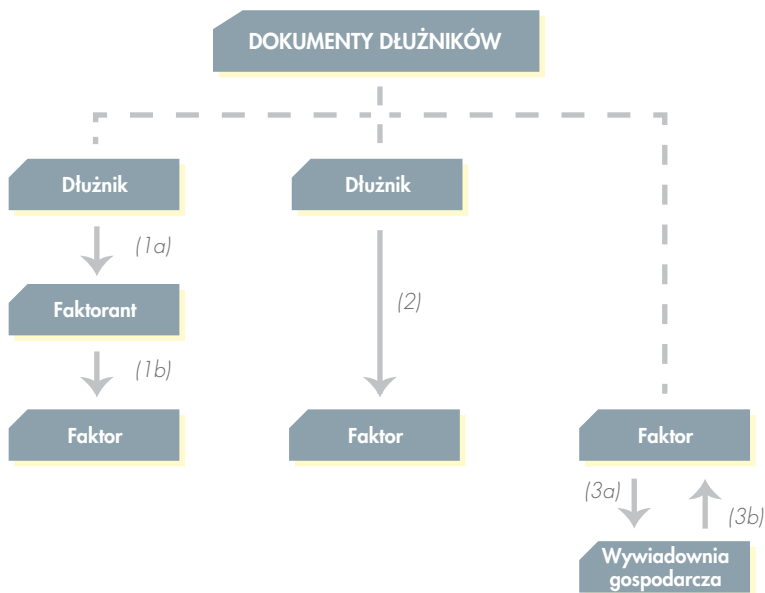 DOKUMENTY DŁUŻNIKÓW
Dłużnik
Dłużnik
(1a)
Faktorant
(2)
(1b)
Faktor
Faktor
Faktor
(3a)
(3b)
Wywiadownia
gospodarcza